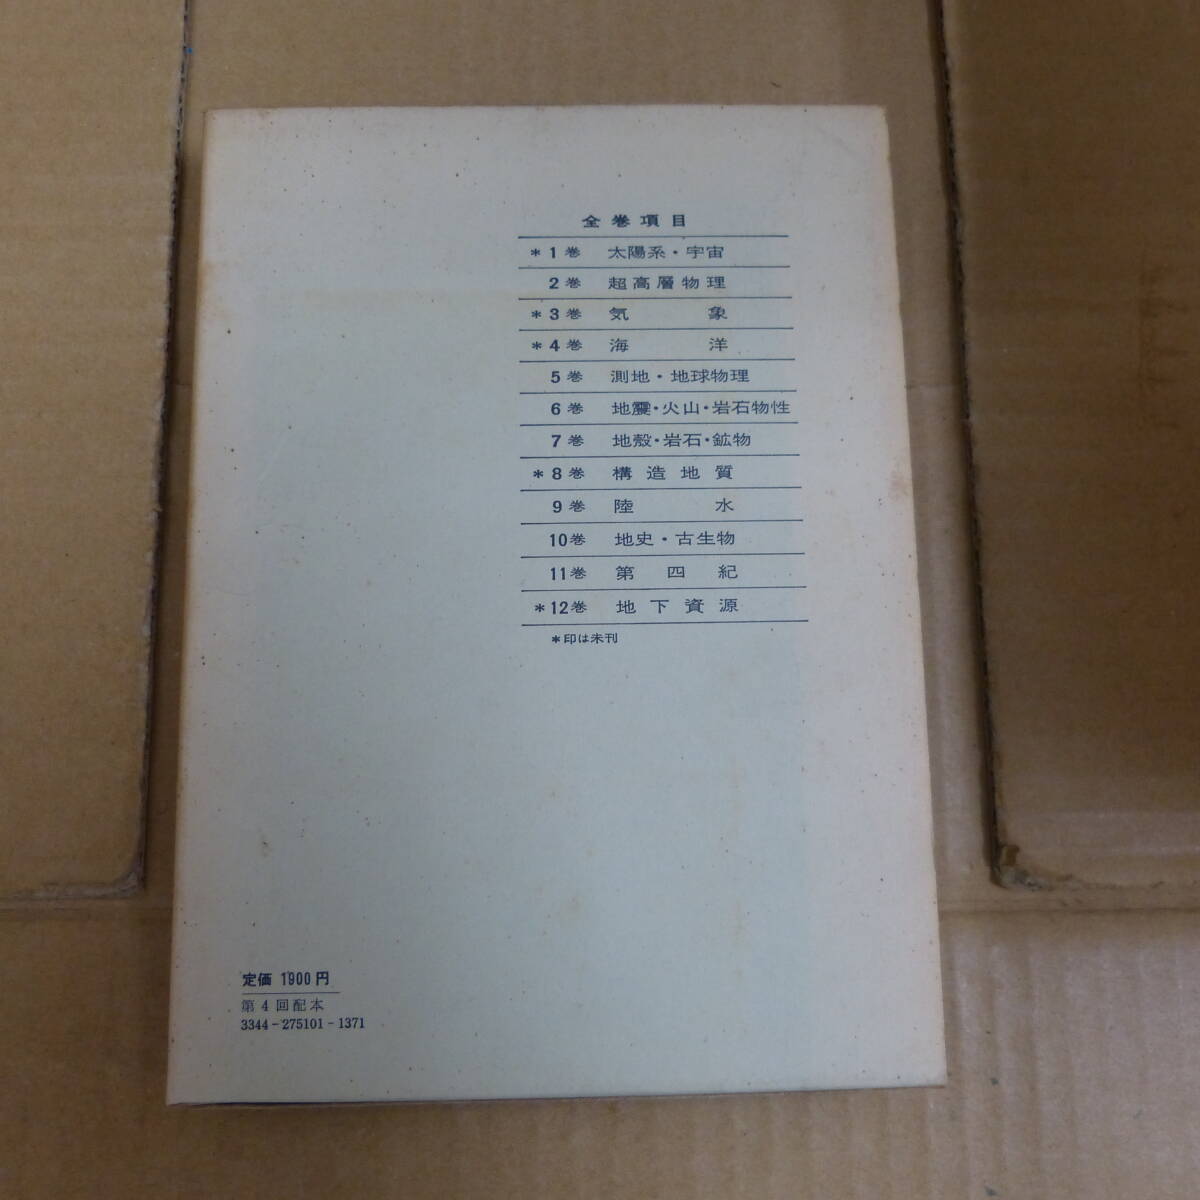 全巻項目
*1巻 太陽系・宇宙
2巻 超高層物理
*3巻 気象
*4巻 海洋
5巻 測地・地球物理
6巻 地震・火山・岩石物性
7巻 地殻・岩石・鉱物
*8巻 構造地質
9巻 陸水
10巻 地史・古生物
11巻 第四紀
*12巻 地下資源
*印は未刊
定価 1900円
第4回配本
3344-275101-1371